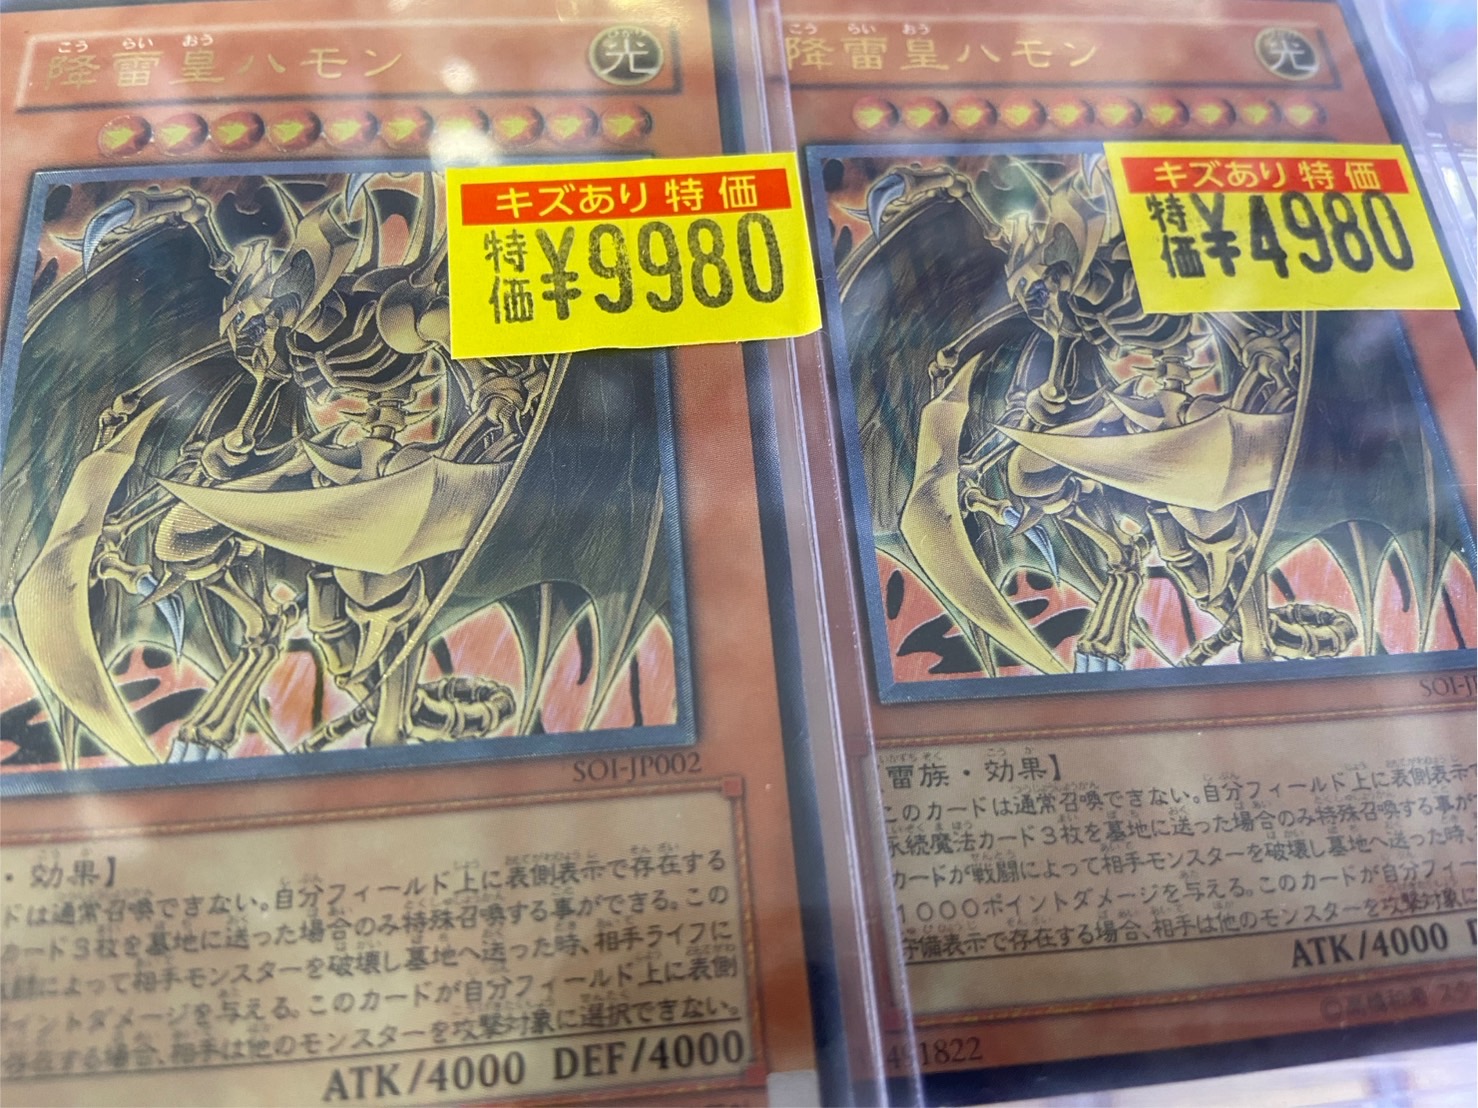 こう らい おう
降雷皇ハモン
光
キズあり特価
特価 ¥9980
SOI-JP002
・効果】
ドは通常召喚できない。自分フィールド上に表側表示で存在する
カード3枚を墓地に送った場合のみ特殊召喚する事ができる。この
によって相手モンスターを破壊し墓地へ送った時、相手ライフに
イントダメージを与える。このカードが自分フィールド上に表側
存在する場合、相手は他のモンスターを攻撃対象に選択できない。
ATK/4000 DEF/4000
こう らい おう
降雷皇ハモン
光
キズあり特価
特価 ¥4980
SOI-J
雷族・効果】
このカードは通常召喚できない。自分フィールド上に表側表示で
永続魔法カード3枚を墓地に送った場合のみ特殊召喚する事が
カードが戦闘によって相手モンスターを破壊し墓地へ送った時、
1000ポイントダメージを与える。このカードが自分フィー
守備表示で存在する場合、相手は他のモンスターを攻撃対象に
ATK/4000
©高橋和希 スタ
491822